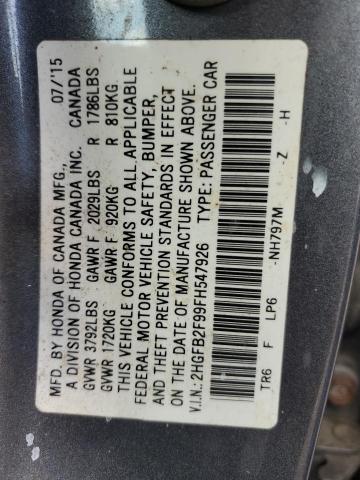 MFD. BY HONDA OF CANADA MFG., 07/'15
A DIVISION OF HONDA CANADA INC. CANADA
GVWR 3792LBS GAWR F 2029LBS R 1786LBS
GVWR 1720KG GAWR F 920KG R 810KG
THIS VEHICLE CONFORMS TO ALL APPLICABLE
FEDERAL MOTOR VEHICLE SAFETY, BUMPER,
AND THEFT PREVENTION STANDARDS IN EFFECT
ON THE DATE OF MANUFACTURE SHOWN ABOVE.
V.I.N.: 2HGFB2F99FH547926 TYPE: PASSENGER CAR
TR6 F LP6 -NH797M -Z -H